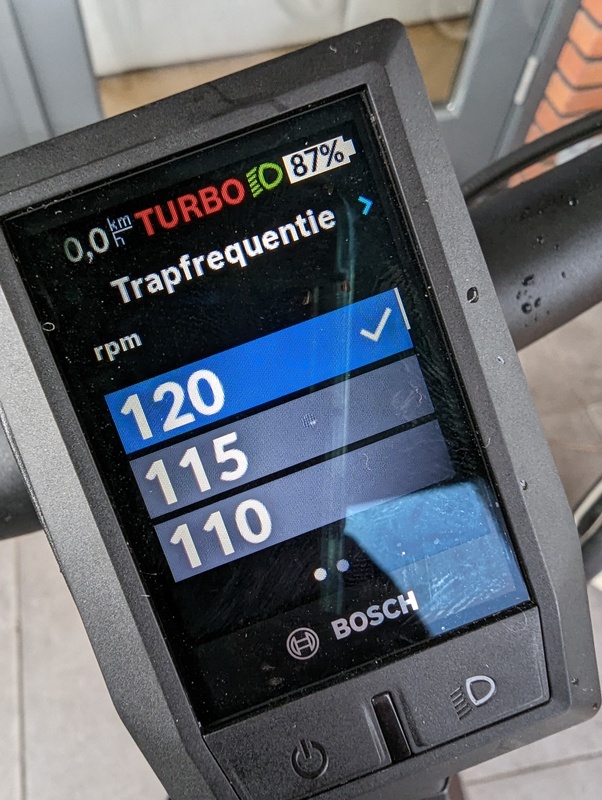 0,0 km/h TURBO 87%
Trapfrequentie
rpm
120
115
110
BOSCH